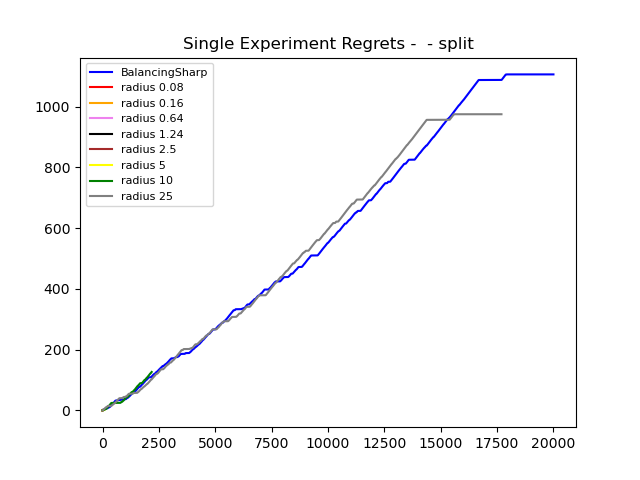 Single Experiment Regrets -  - split
BalancingSharp
radius 0.08
radius 0.16
radius 0.64
radius 1.24
radius 2.5
radius 5
radius 10
radius 25
1000
800
600
400
200
0
0 2500 5000 7500 10000 12500 15000 17500 20000